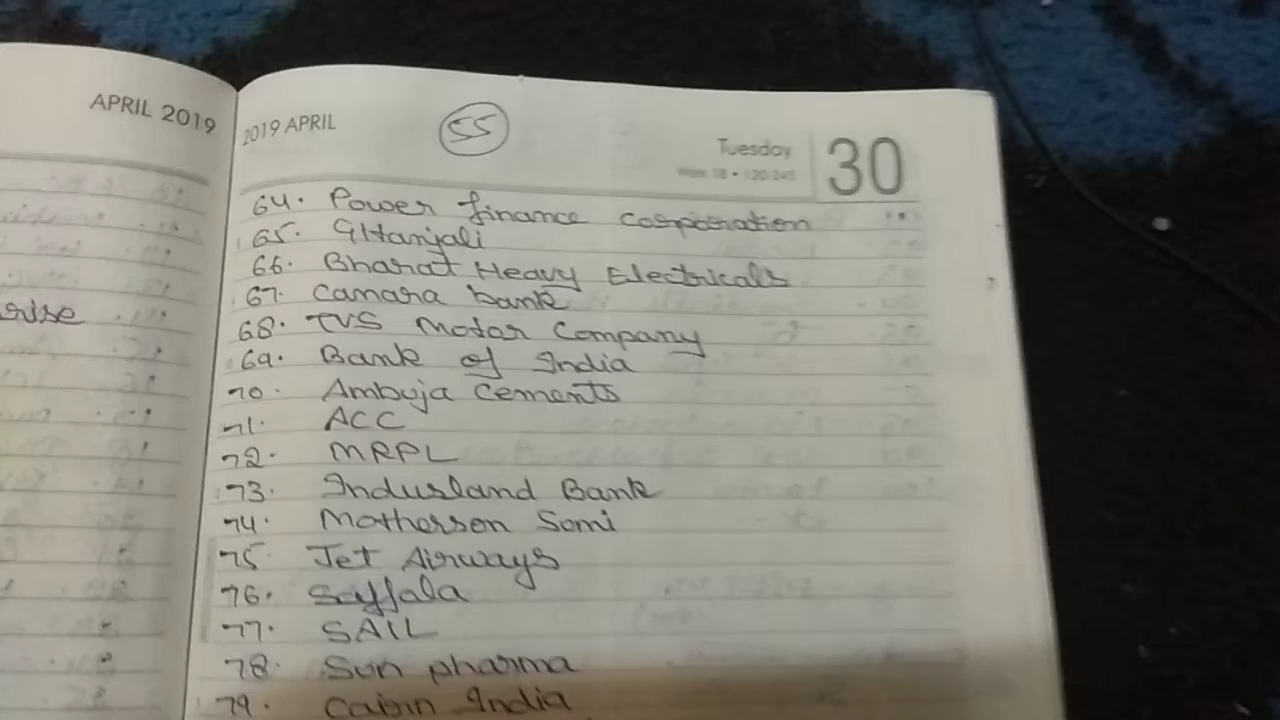 APRIL 2019
2019 APRIL
55
Tuesday
30
64. Power finance corporation
65. GItanjali
66. Bharat Heavy Electricals
67. Canara bank
68. TVS Motor Company
69. Bank of India
70. Ambuja Cements
71. ACC
72. MRPL
73. Indusland Bank
74. Motherson Sumi
75 Jet Airways
76. Saffala
77. SAIL
78. Sun pharma
79. Cairn India
rise